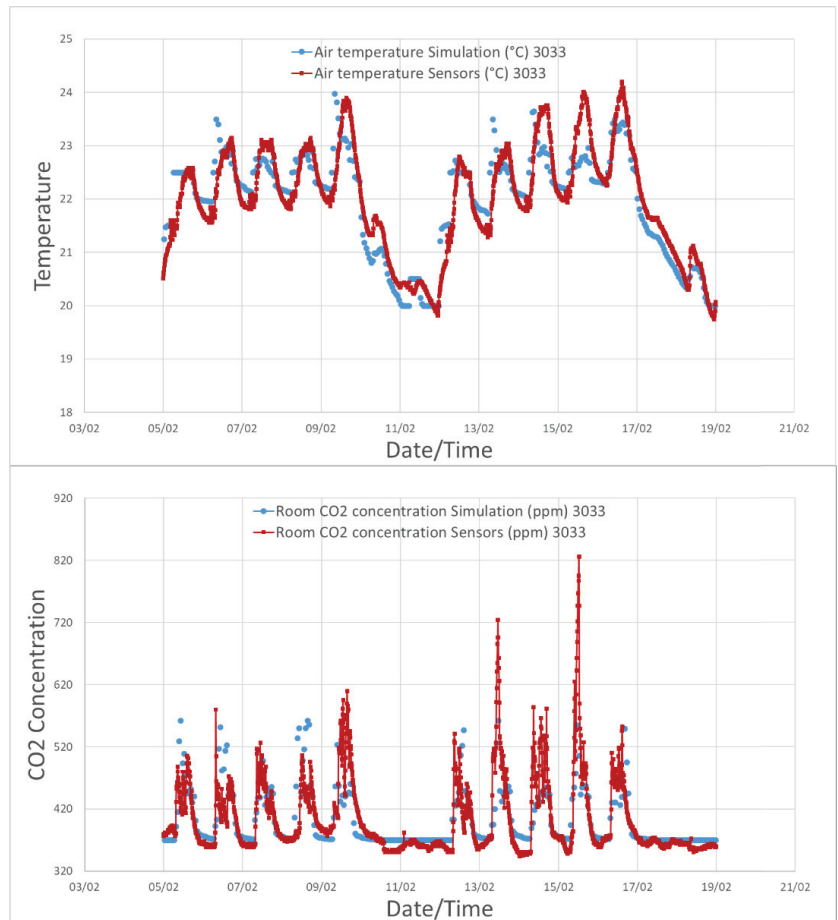 25
24
23
22
21
20
19
18
Temperature
Air temperature Simulation (°C) 3033
Air temperature Sensors (°C) 3033
03/02 05/02 07/02 09/02 11/02 13/02 15/02 17/02 19/02 21/02
Date/Time
920
820
720
620
520
420
320
CO2 Concentration
Room CO2 concentration Simulation (ppm) 3033
Room CO2 concentration Sensors (ppm) 3033
03/02 05/02 07/02 09/02 11/02 13/02 15/02 17/02 19/02 21/02
Date/Time